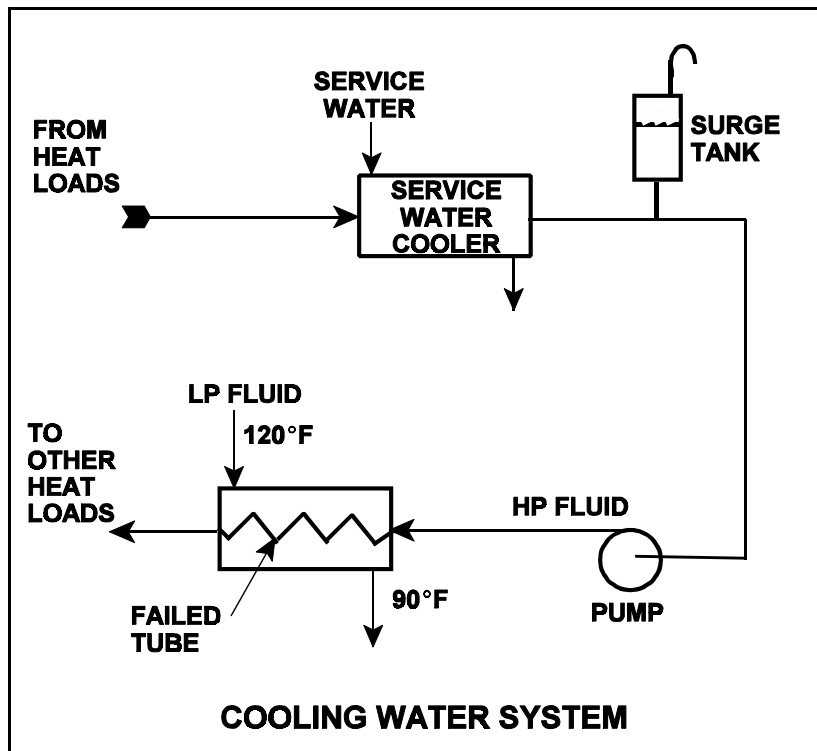 SERVICE
WATER
FROM
HEAT
LOADS
SURGE
TANK
SERVICE
WATER
COOLER
LP FLUID
120°F
TO
OTHER
HEAT
LOADS
HP FLUID
FAILED
TUBE
90°F
PUMP
COOLING WATER SYSTEM